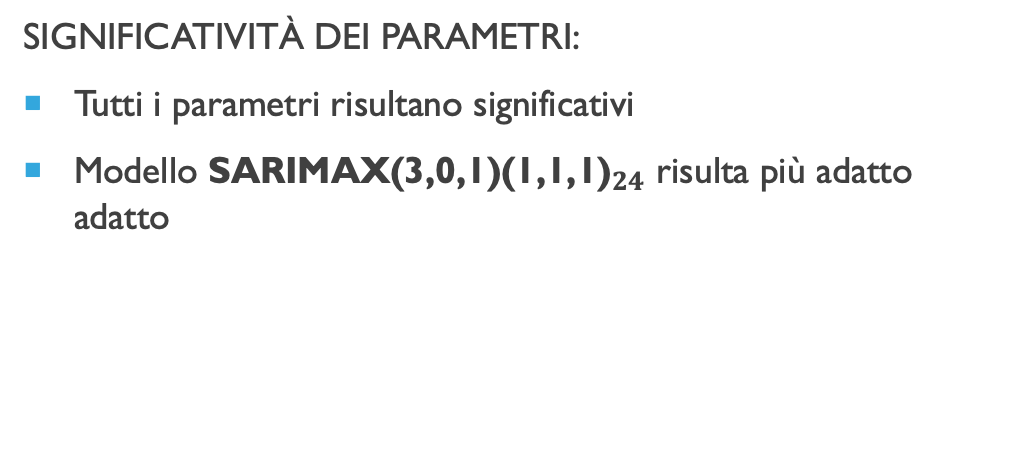 SIGNIFICATIVITÀ DEI PARAMETRI:
▪ Tutti i parametri risultano significativi
▪ Modello SARIMAX(3,0,1)(1,1,1)₂₄ risulta più adatto
adatto